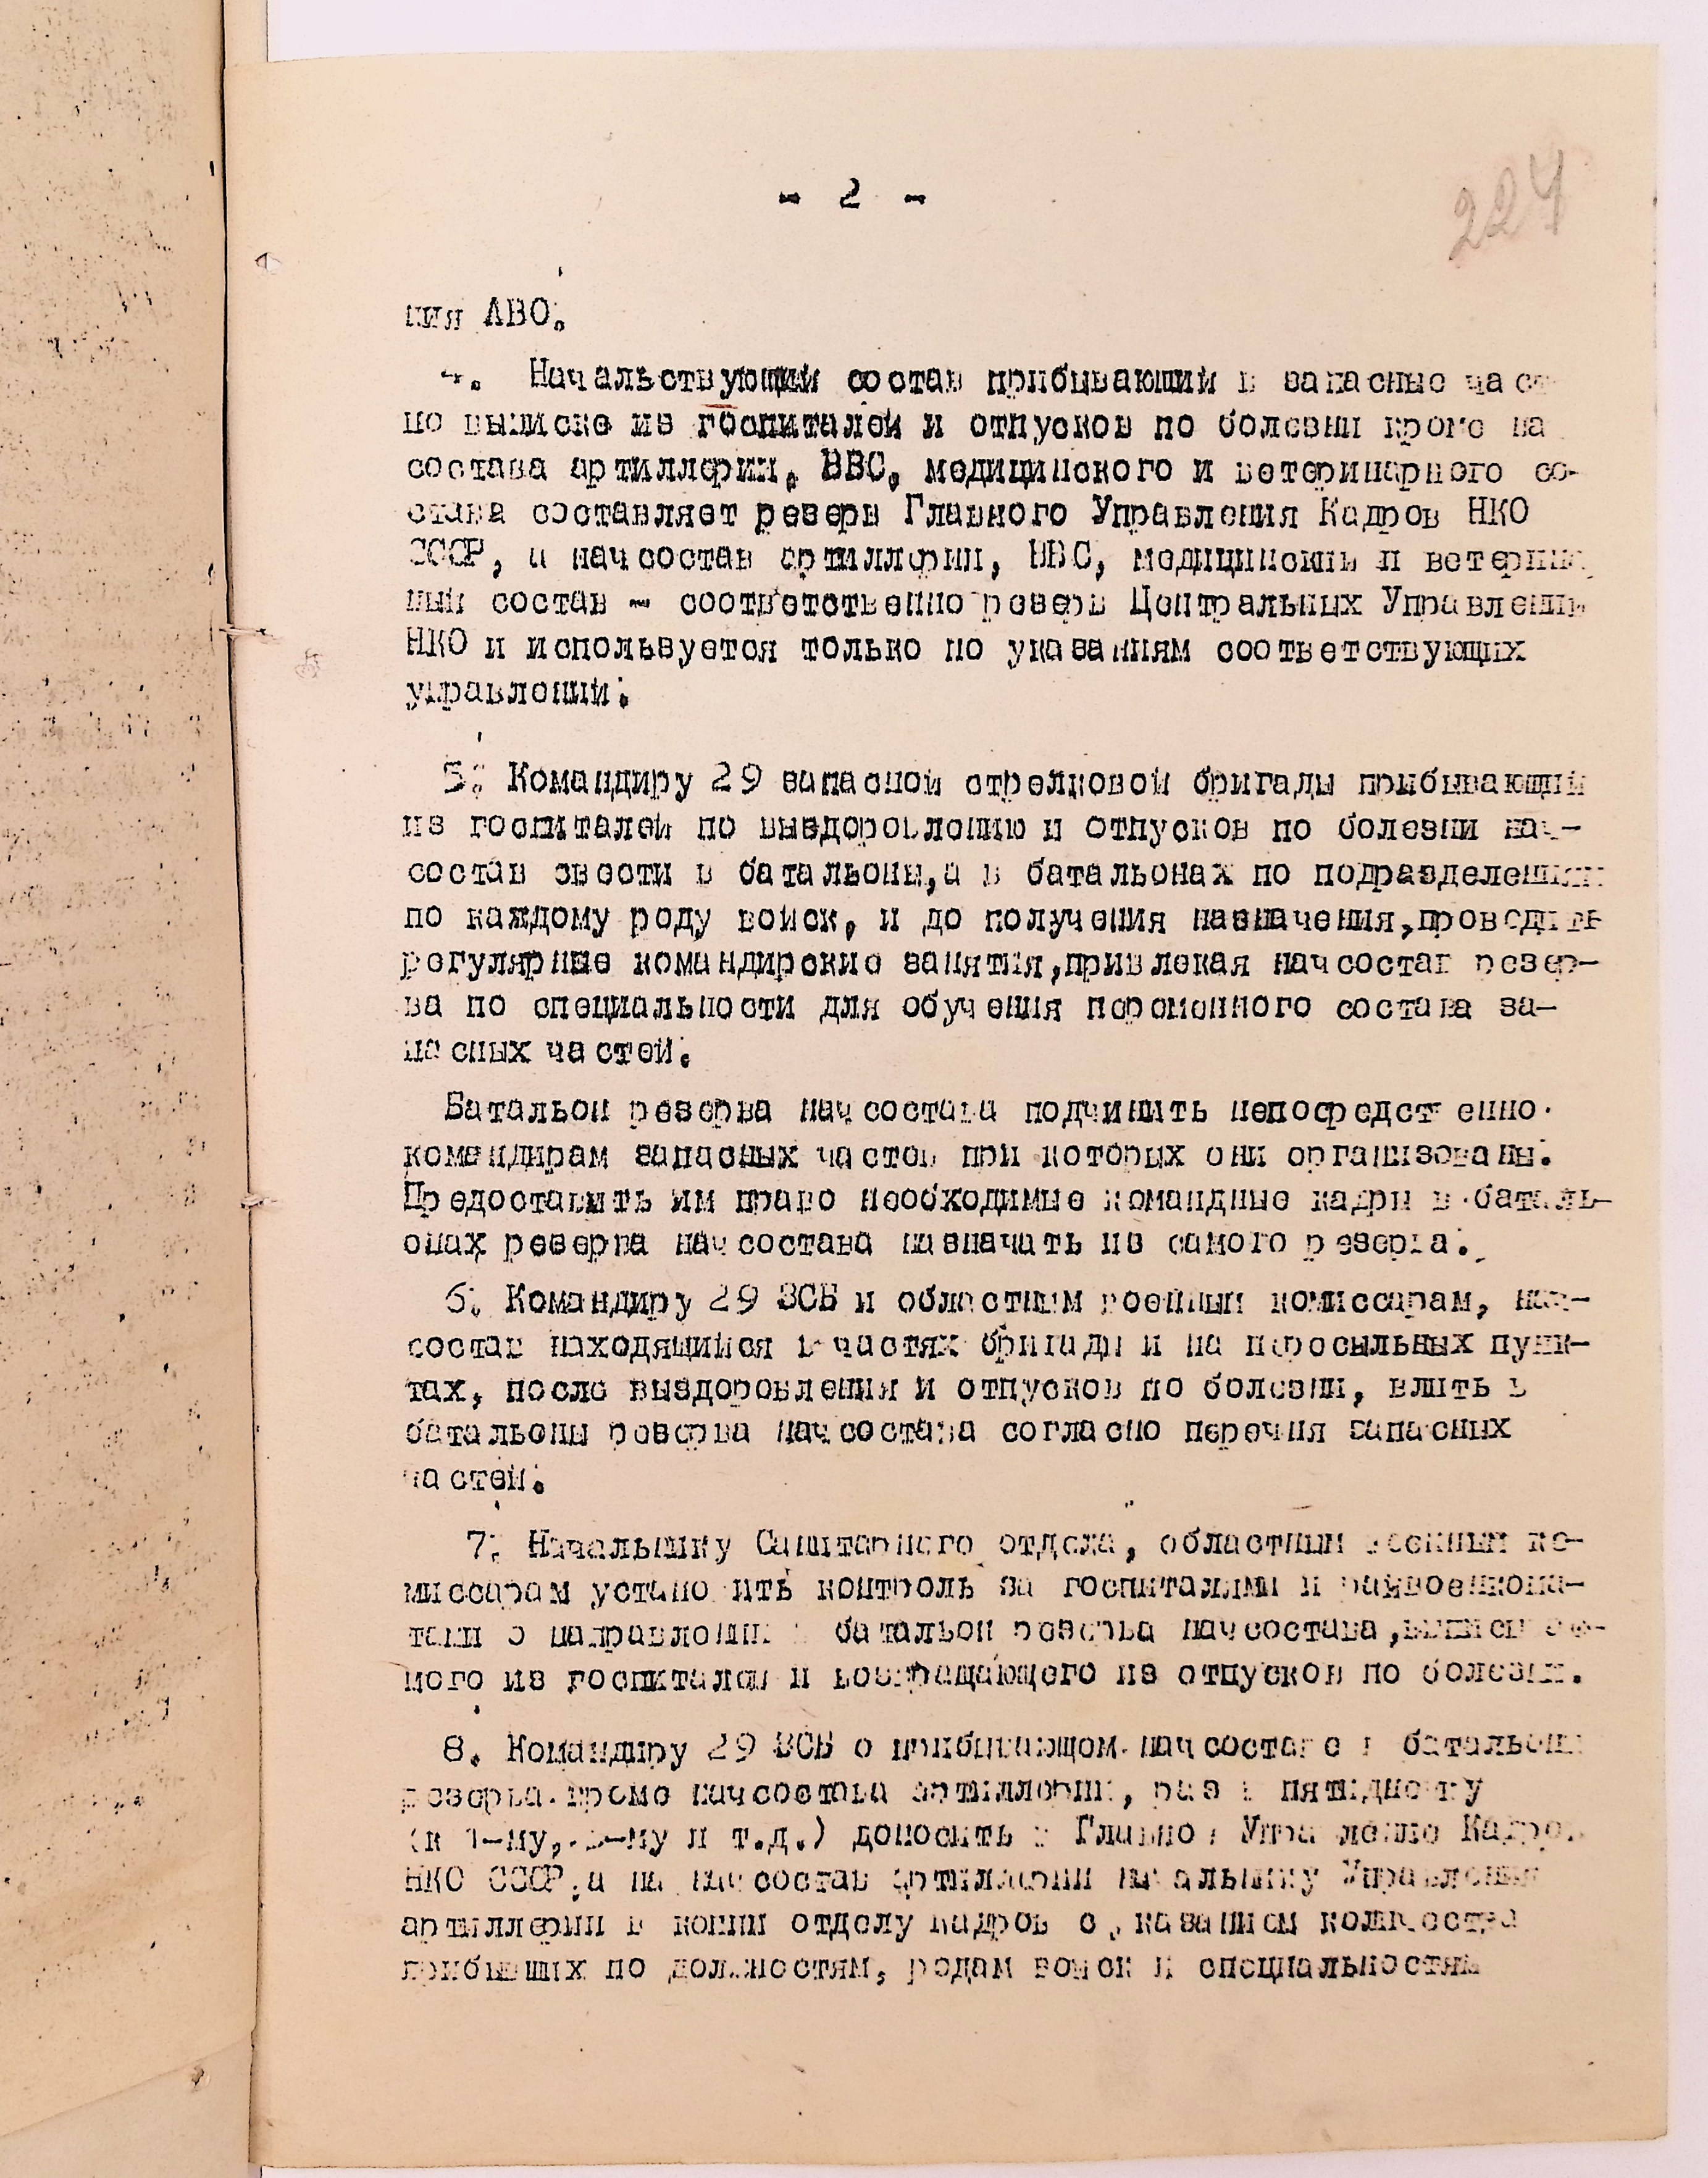 - 2 -
224
ния АВО.
4. Начальствующий состав прибывающий в запасные час
по выписке из госпиталей и отпусков по болезни кроме на
состава артиллерии, ВВС, медицинского и ветеринарного со-
става составляет резерв Главного Управления Кадров НКО
СССР, а начсостав артиллерии, ВВС, медицинский и ветерин
ный состав - соответственно резерв Центральных Управлений
НКО и используется только по указаниям соответствующих
управлений.
5. Командиру 29 запасной стрелковой бригады прибывающий
из госпиталей по выздоровлению и отпусков по болезни нач-
состав свести в батальоны,а в батальонах по подразделениям
по каждому роду войск, и до получения назначения,проводить
регулярные командирские занятия,привлекая начсостав резер-
ва по специальности для обучения переменного состава за-
пасных частей.
Батальон резерва начсостава подчинить непосредственно
командирам запасных частей при которых они организованы.
Предоставить им право необходимые командные кадры в баталь-
онах резерва начсостава назначать из самого резерва.
6. Командиру 29 ЗСБ и областным военным комиссарам, нач-
состав находящийся в частях бригады и на пересыльных пунк-
тах, после выздоровления и отпусков по болезни, влить в
батальоны резерва начсостава согласно перечня запасных
частей.
7. Начальнику Санитарного отдела, областным военным ко-
миссарам установить контроль за госпиталями и райвоенкома-
тами о направлении в батальон резерва начсостава,выписывае-
мого из госпиталей и возвращающего из отпусков по болезни.
8. Командиру 29 ЗСБ о прибывающем начсоставе в батальоны
резерва кроме начсостава артиллерии, раз в пятидневку
(к 1-му, -му и т.д.) доносить в Главное Управление Кадров
НКО СССР,а на начсостав артиллерии начальнику Управления
артиллерии в копии отделу кадров с указанием количества
прибывших по должностям, родам войск и специальностям